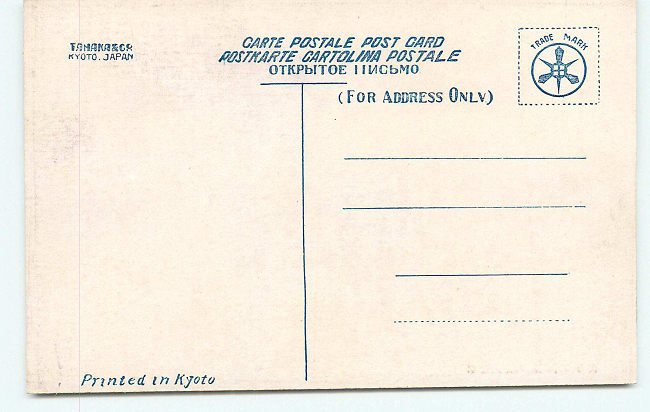 T.TANAKA & CO
KYOTO. JAPAN
CARTE POSTALE POST CARD
POSTKARTE CARTOLINA POSTALE
ОТКРЫТОЕ ПИСЬМО
(FOR ADDRESS ONLY)
TRADE MARK
Printed in Kyoto